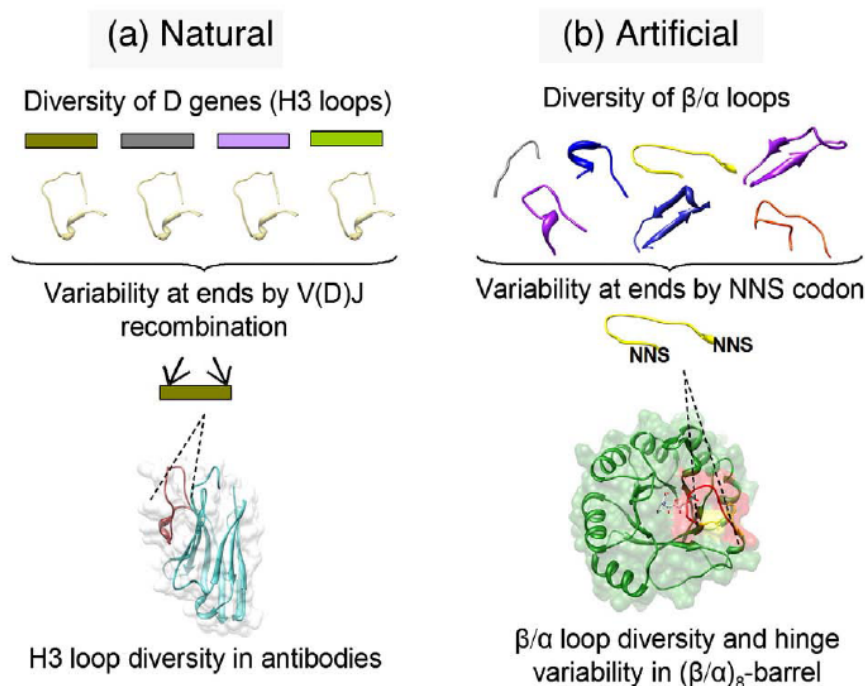 (a) Natural
Diversity of D genes (H3 loops)
Variability at ends by V(D)J
recombination
H3 loop diversity in antibodies
(b) Artificial
Diversity of β/α loops
Variability at ends by NNS codon
NNS NNS
β/α loop diversity and hinge
variability in (β/α)₈-barrel